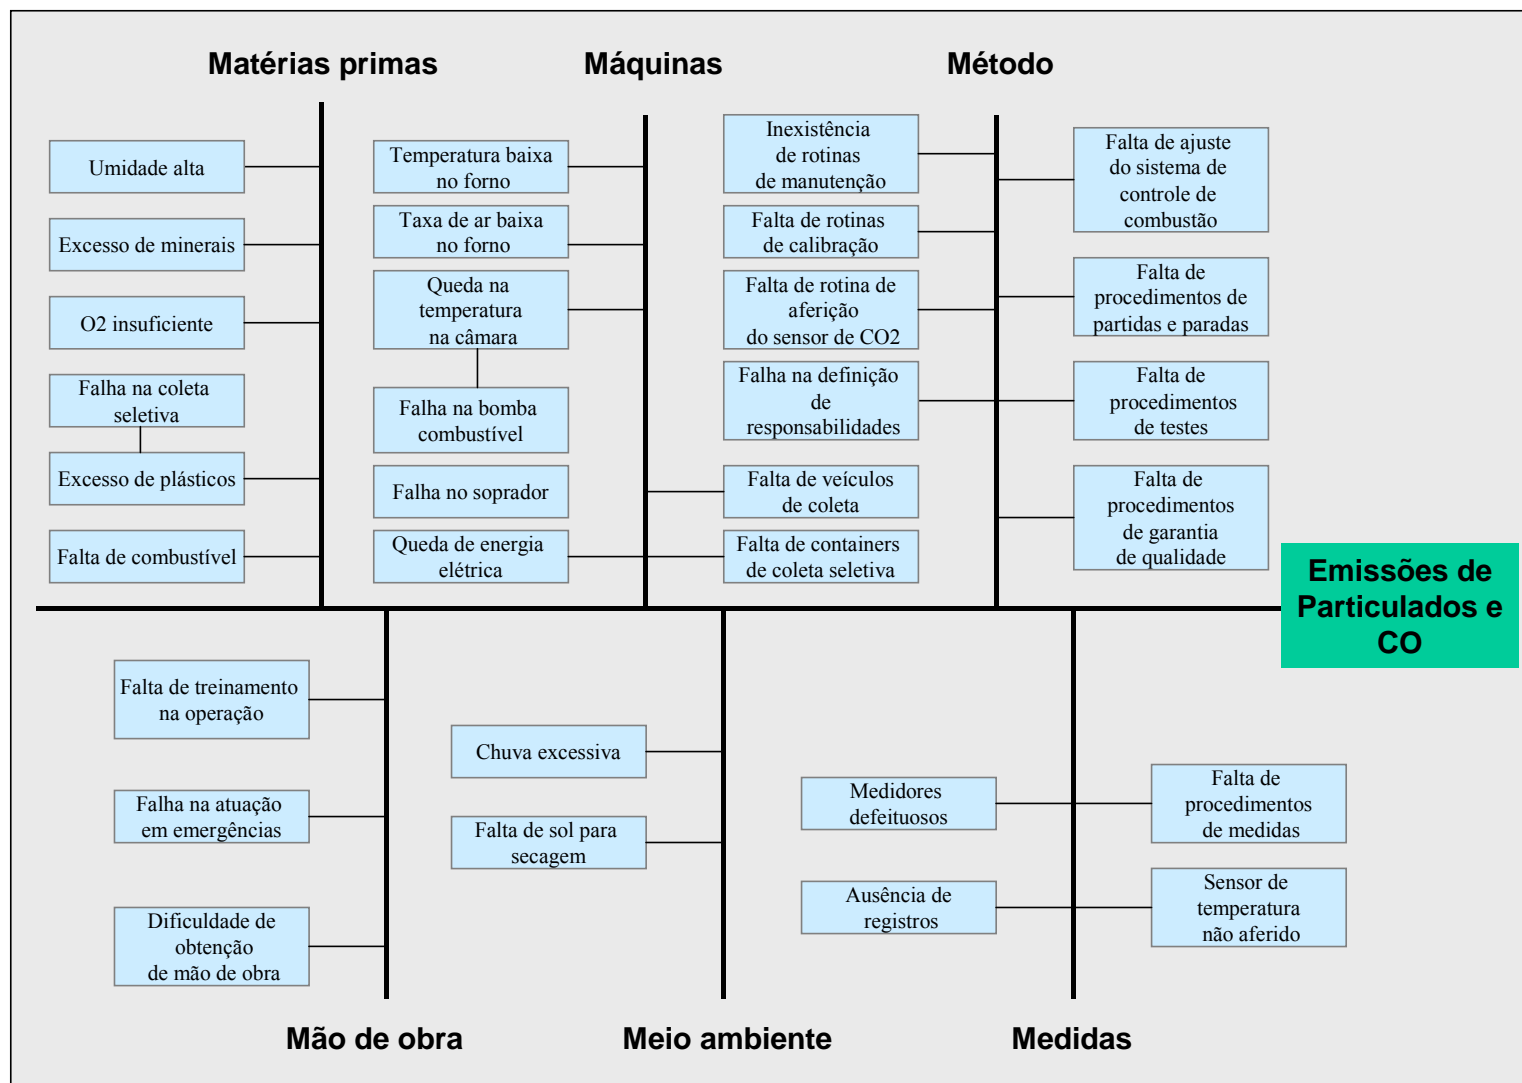 Matérias primas
Máquinas
Método
Umidade alta
Excesso de minerais
O2 insuficiente
Falha na coleta
seletiva
Excesso de plásticos
Falta de combustível
Temperatura baixa
no forno
Taxa de ar baixa
no forno
Queda na
temperatura
na câmara
Falha na bomba
combustível
Falha no soprador
Queda de energia
elétrica
Inexistência
de rotinas
de manutenção
Falta de rotinas
de calibração
Falta de rotina de
aferição
do sensor de CO2
Falha na definição
de
responsabilidades
Falta de veículos
de coleta
Falta de containers
de coleta seletiva
Falta de ajuste
do sistema de
controle de
combustão
Falta de
procedimentos de
partidas e paradas
Falta de
procedimentos
de testes
Falta de
procedimentos
de garantia
de qualidade
Emissões de
Particulados e
CO
Falta de treinamento
na operação
Falha na atuação
em emergências
Dificuldade de
obtenção
de mão de obra
Chuva excessiva
Falta de sol para
secagem
Medidores
defeituosos
Ausência de
registros
Falta de
procedimentos
de medidas
Sensor de
temperatura
não aferido
Mão de obra
Meio ambiente
Medidas